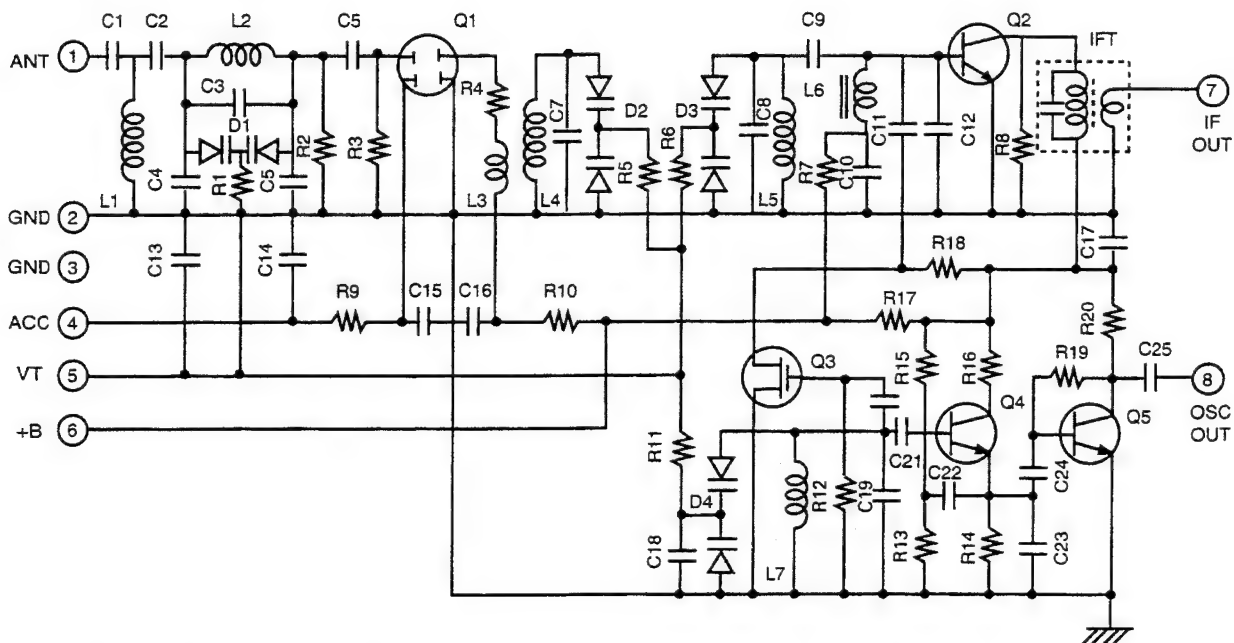 C1 C2 L2 C5 Q1 C9 Q2
IFT
ANT 1
C3 R4 7
D1 C7 D2 D3 C8 L6 C11 C12 R8 IF
OUT
R2 R3 R5 R6 R7 C10
C4 R1 C5
L1 L3 L4 L5
GND 2
C13 C14 R18 C17
GND 3
R9 C15 C16 R10 R17 R20
ACC 4
R19 C25
VT 5 Q3 R15 R16 8
Q4 Q5 OSC
OUT
+B 6
R11 C21
C22 C24
D4 R12 C19
R13 R14 C23
C18 L7